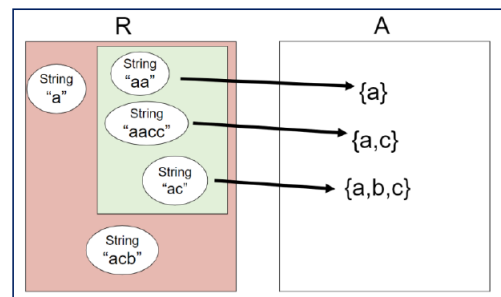 R
A
String
“a”
String
“aa”
String
“aacc”
String
“ac”
String
“acb”
{a}
{a,c}
{a,b,c}